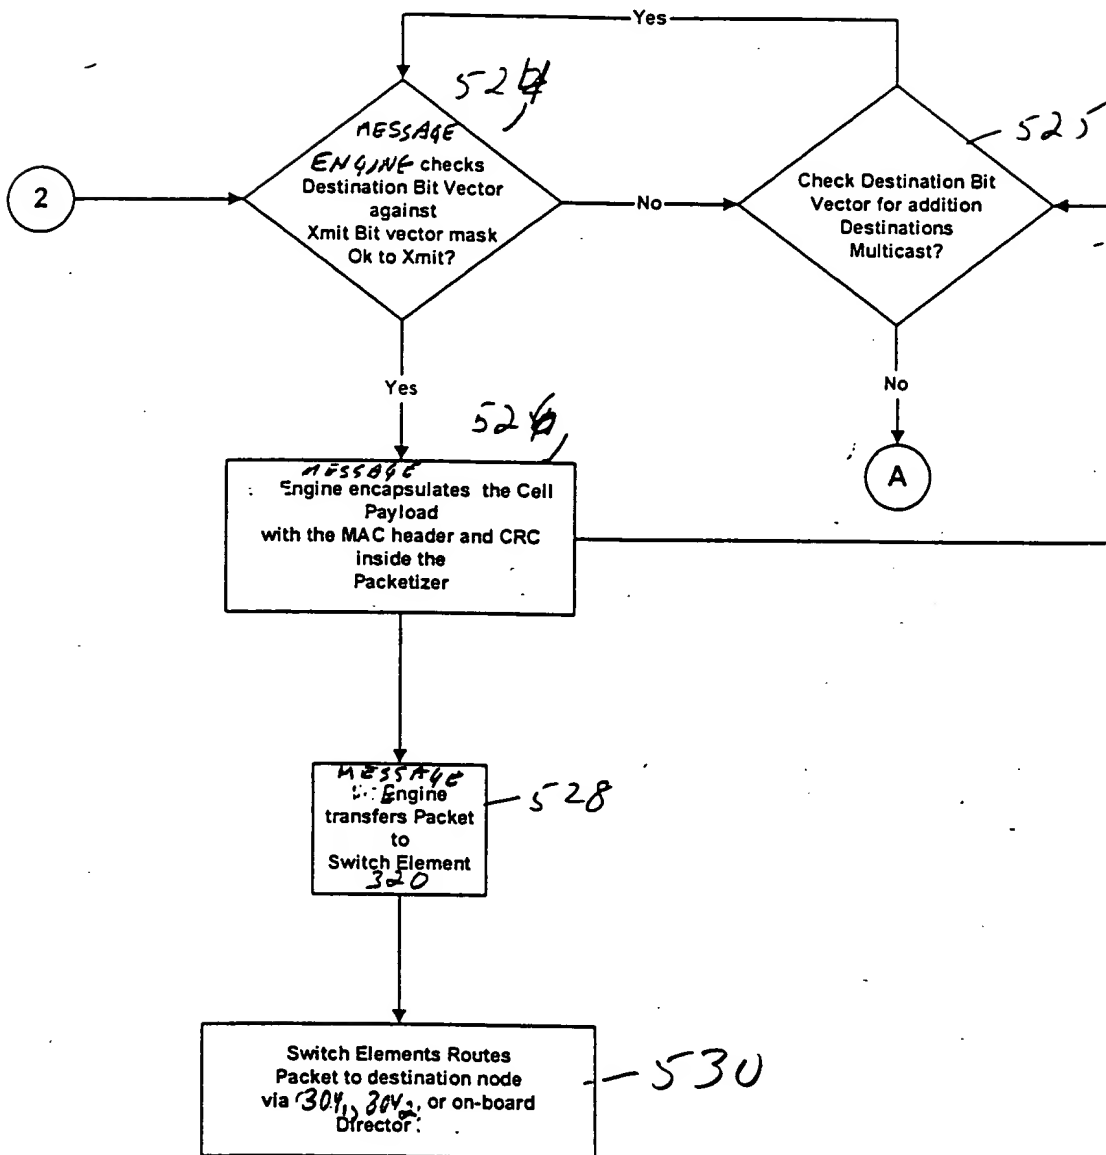 Yes
524
MESSAGE
ENGINE checks
Destination Bit Vector
against
Xmit Bit vector mask
Ok to Xmit?
2
No
525
Check Destination Bit
Vector for addition
Destinations
Multicast?
Yes
No
A
526
MESSAGE
Engine encapsulates the Cell
Payload
with the MAC header and CRC
inside the
Packetizer
MESSAGE
Engine
transfers Packet
to
Switch Element
320
528
Switch Elements Routes
Packet to destination node
via 304₁, 304₂, or on-board
Director.
530